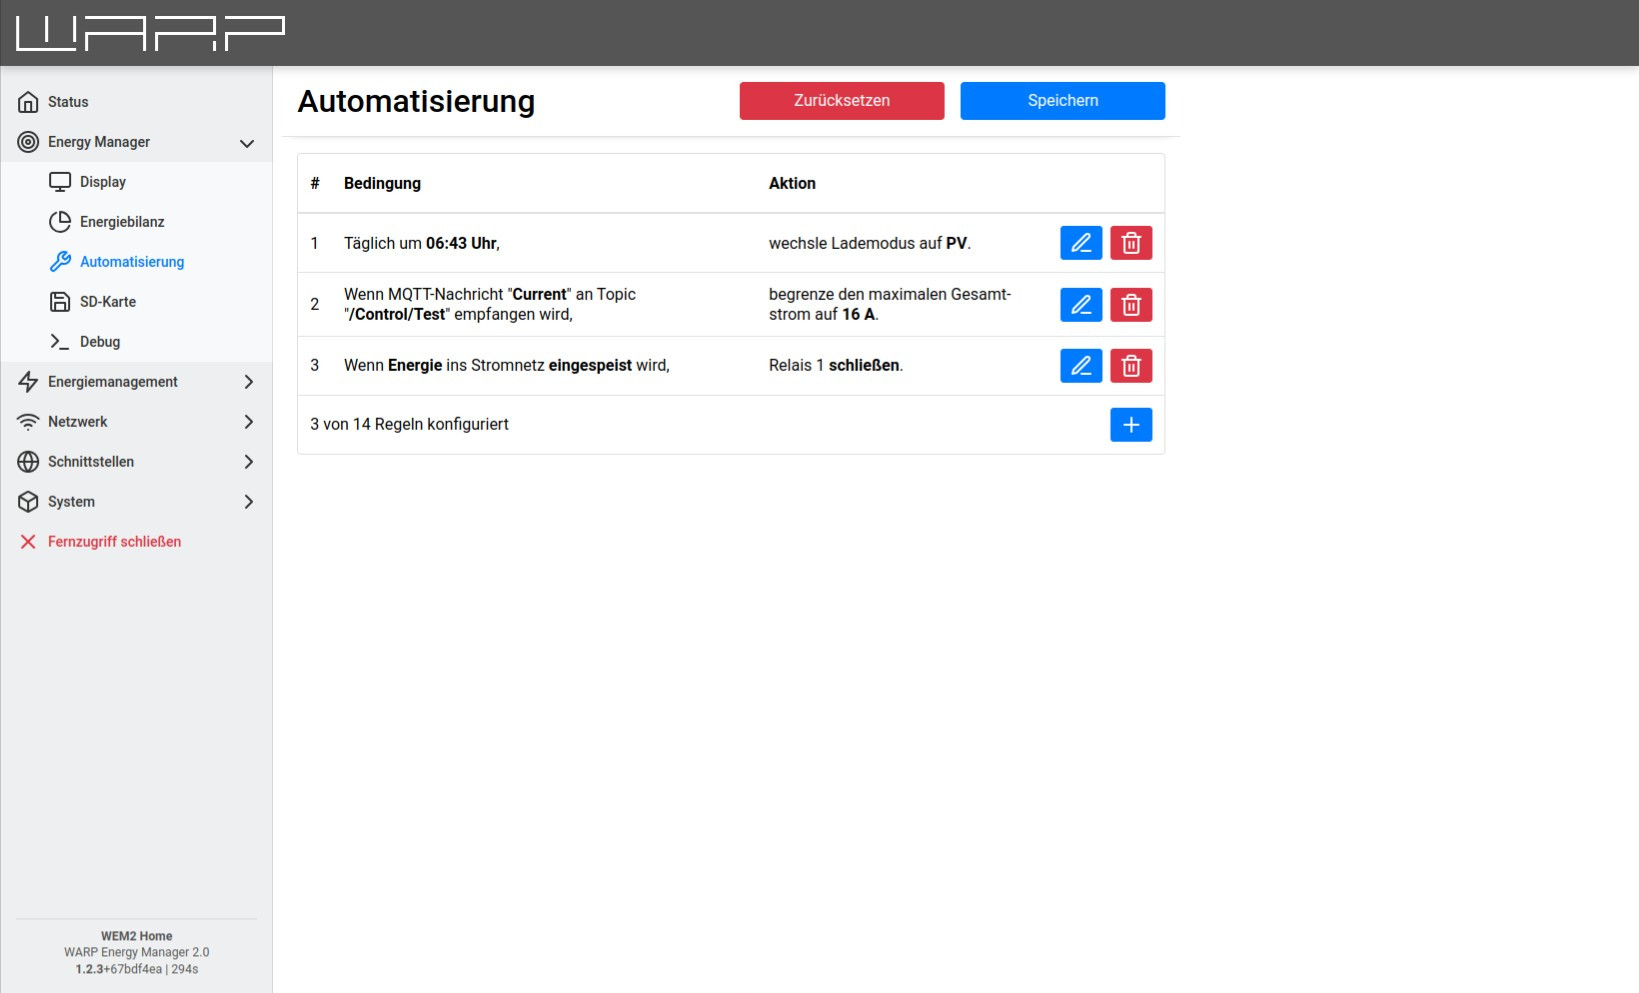 WARP
Status
Energy Manager
Display
Energiebilanz
Automatisierung
SD-Karte
Debug
Energiemanagement
Netzwerk
Schnittstellen
System
Fernzugriff schließen
WEM2 Home
WARP Energy Manager 2.0
1.2.3+67bdf4ea | 294s
Automatisierung
Zurücksetzen
Speichern
# Bedingung Aktion
1 Täglich um 06:43 Uhr, wechsle Lademodus auf PV.
2 Wenn MQTT-Nachricht "Current" an Topic
"/Control/Test" empfangen wird,
begrenze den maximalen Gesamt-
strom auf 16 A.
3 Wenn Energie ins Stromnetz eingespeist wird, Relais 1 schließen.
3 von 14 Regeln konfiguriert